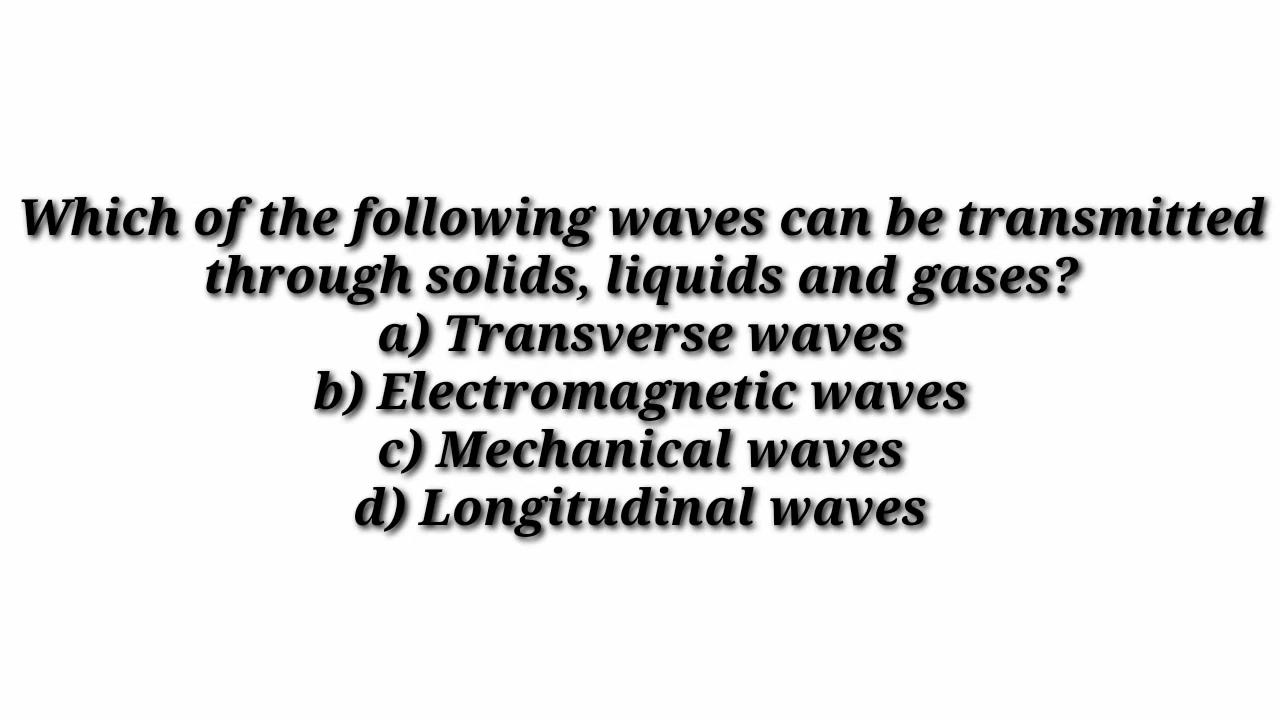 Which of the following waves can be transmitted
through solids, liquids and gases?
a) Transverse waves
b) Electromagnetic waves
c) Mechanical waves
d) Longitudinal waves